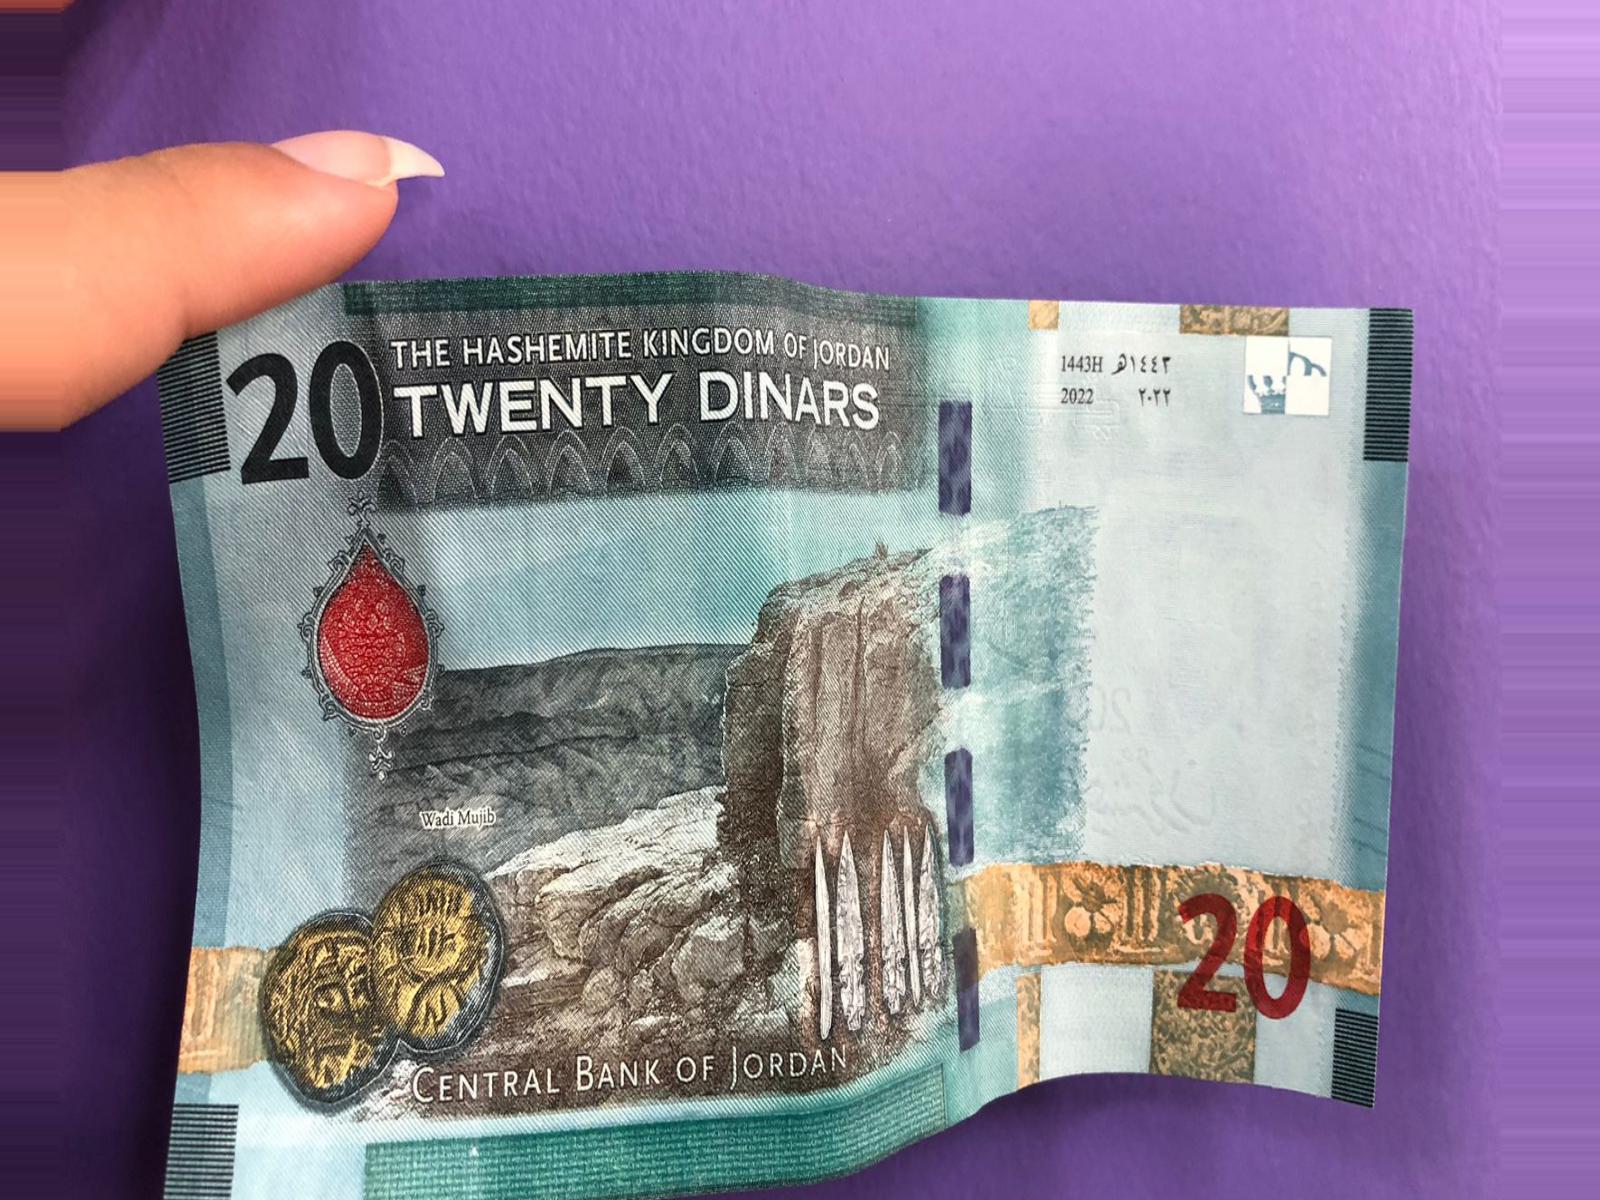 20
THE HASHEMITE KINGDOM OF JORDAN
TWENTY DINARS
1443H ١٤٤٣هـ
2022 ٢٠٢٢
Wadi Mujib
20
CENTRAL BANK OF JORDAN